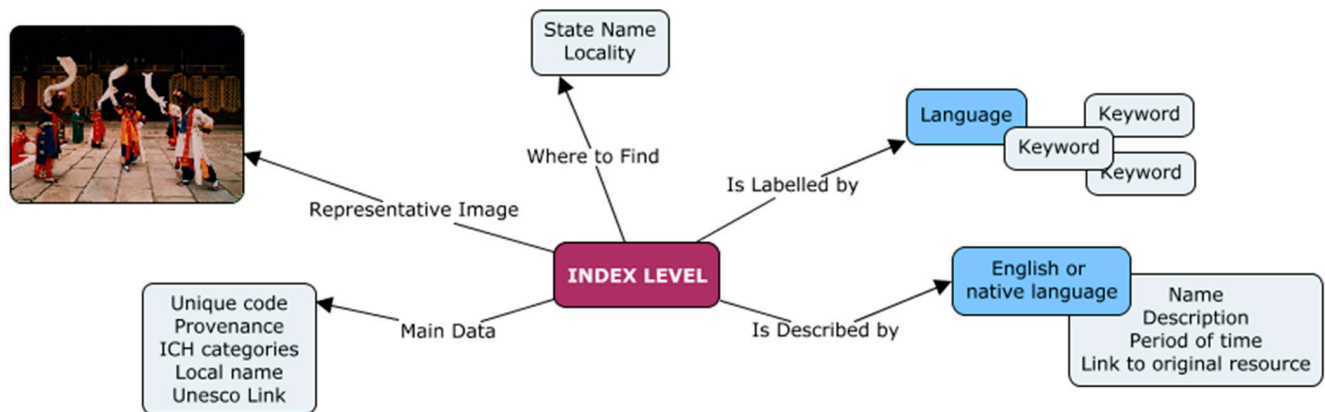 State Name
Locality
Where to Find
Language
Keyword
Keyword
Keyword
Is Labelled by
Representative Image
INDEX LEVEL
English or
native language
Name
Description
Period of time
Link to original resource
Is Described by
Main Data
Unique code
Provenance
ICH categories
Local name
Unesco Link